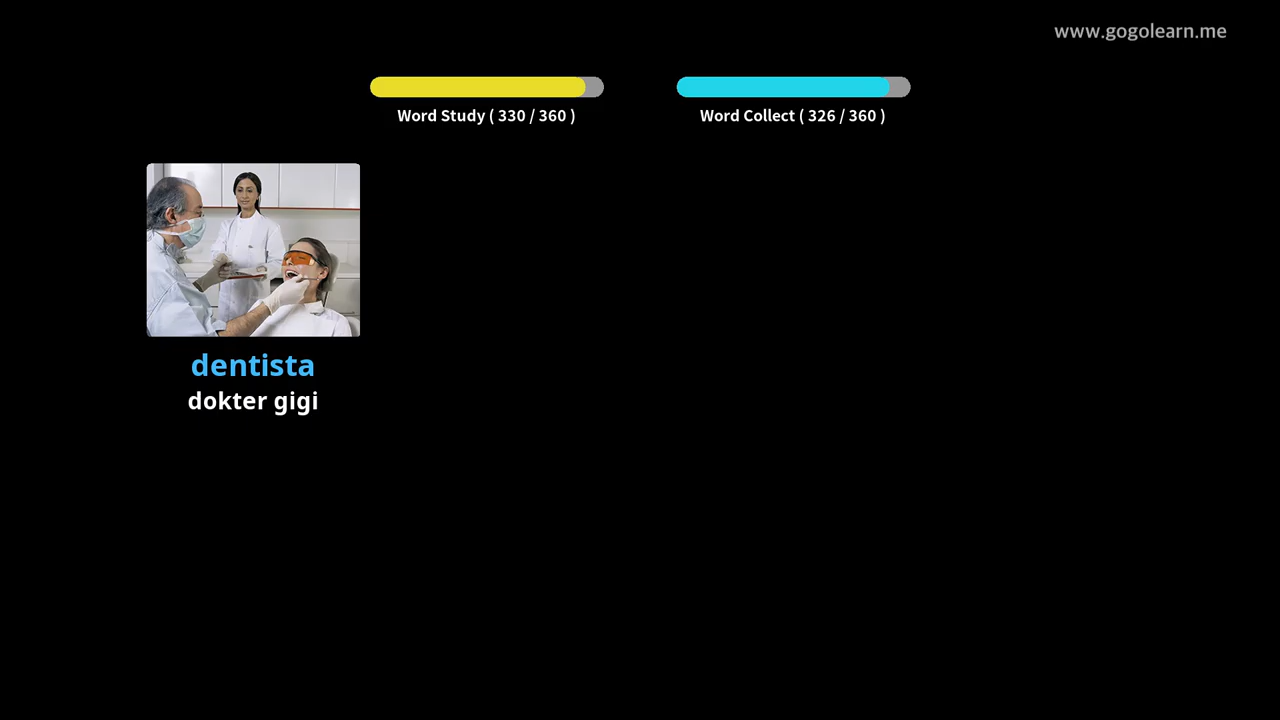 www.gogolearn.me
Word Study ( 330 / 360 )
Word Collect ( 326 / 360 )
dentista
dokter gigi